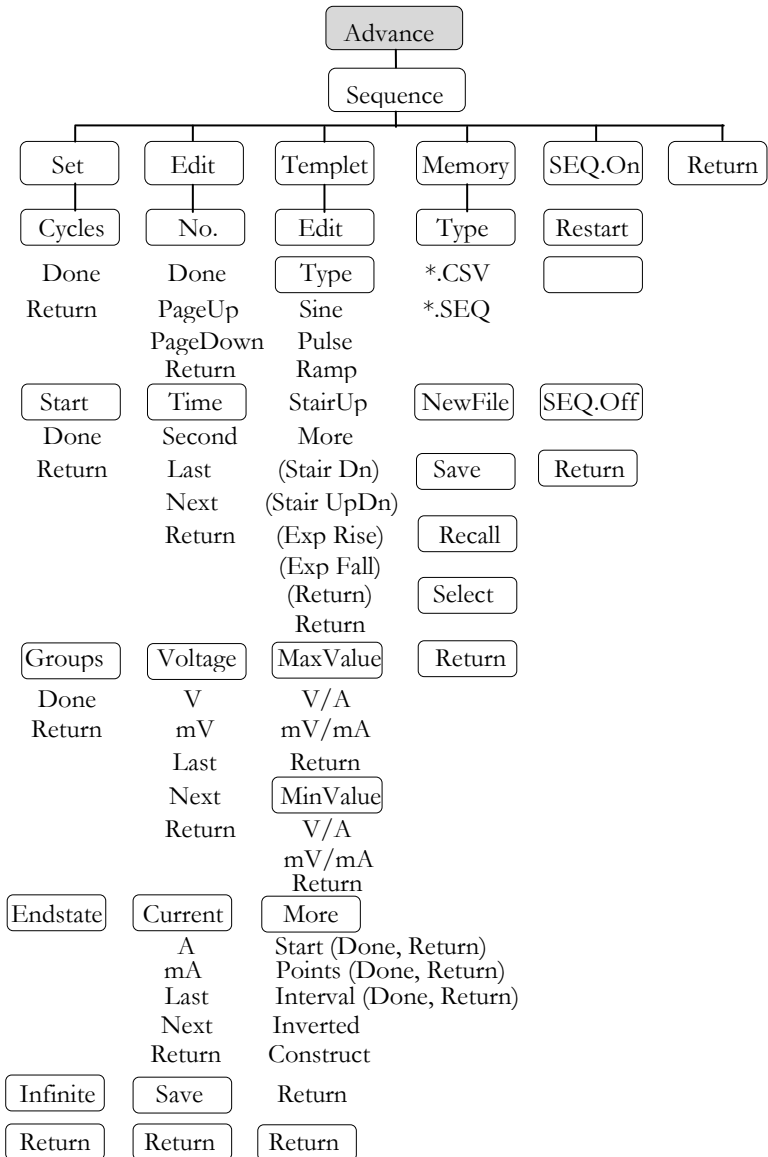 Advance
Sequence
Set Edit Templet Memory SEQ.On Return
Cycles No. Edit Type Restart
Done Done Type *.CSV
Return PageUp Sine *.SEQ
PageDown Pulse
Return Ramp
Start Time StairUp NewFile SEQ.Off
Done Second More
Return Last (Stair Dn) Save Return
Next (Stair UpDn)
Return (Exp Rise) Recall
(Exp Fall)
(Return) Select
Return
Groups Voltage MaxValue Return
Done V V/A
Return mV mV/mA
Last Return
Next MinValue
Return V/A
mV/mA
Return
Endstate Current More
A Start (Done, Return)
mA Points (Done, Return)
Last Interval (Done, Return)
Next Inverted
Return Construct
Infinite Save Return
Return Return Return